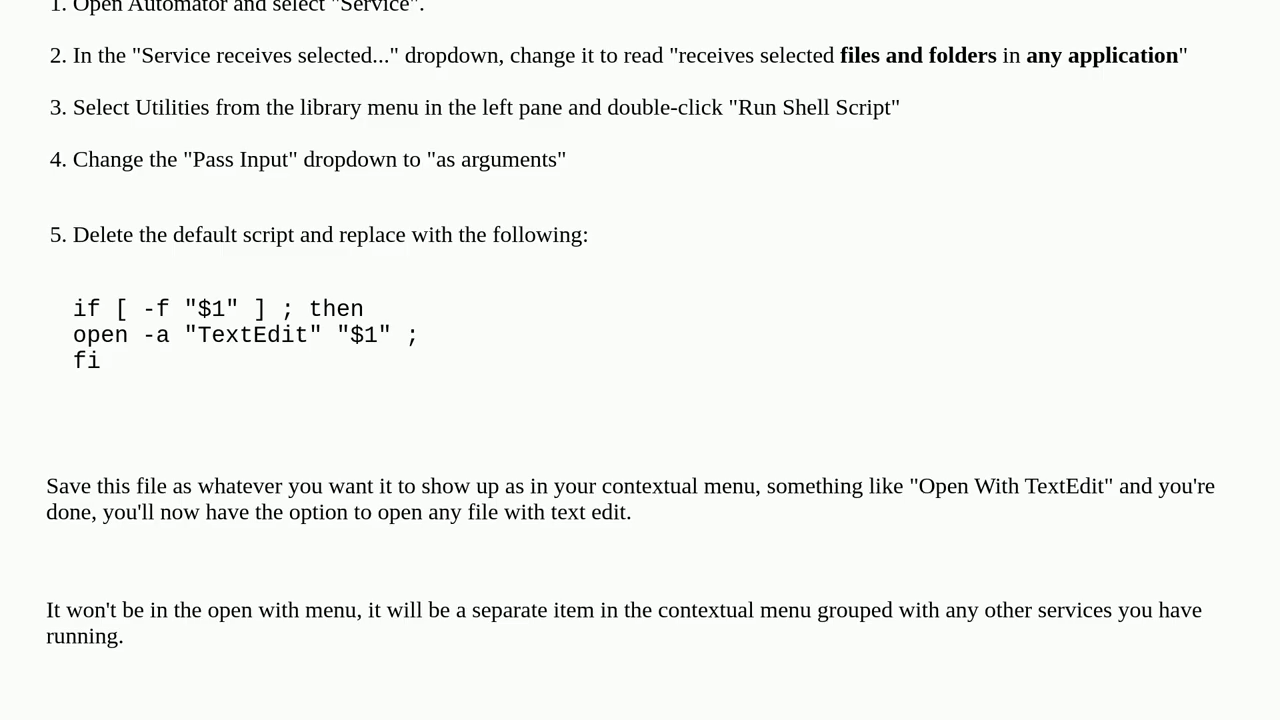 1. Open Automator and select "Service".
2. In the "Service receives selected..." dropdown, change it to read "receives selected files and folders in any application"
3. Select Utilities from the library menu in the left pane and double-click "Run Shell Script"
4. Change the "Pass Input" dropdown to "as arguments"
5. Delete the default script and replace with the following:
if [ -f "$1" ] ; then
open -a "TextEdit" "$1" ;
fi
Save this file as whatever you want it to show up as in your contextual menu, something like "Open With TextEdit" and you're
done, you'll now have the option to open any file with text edit.
It won't be in the open with menu, it will be a separate item in the contextual menu grouped with any other services you have
running.